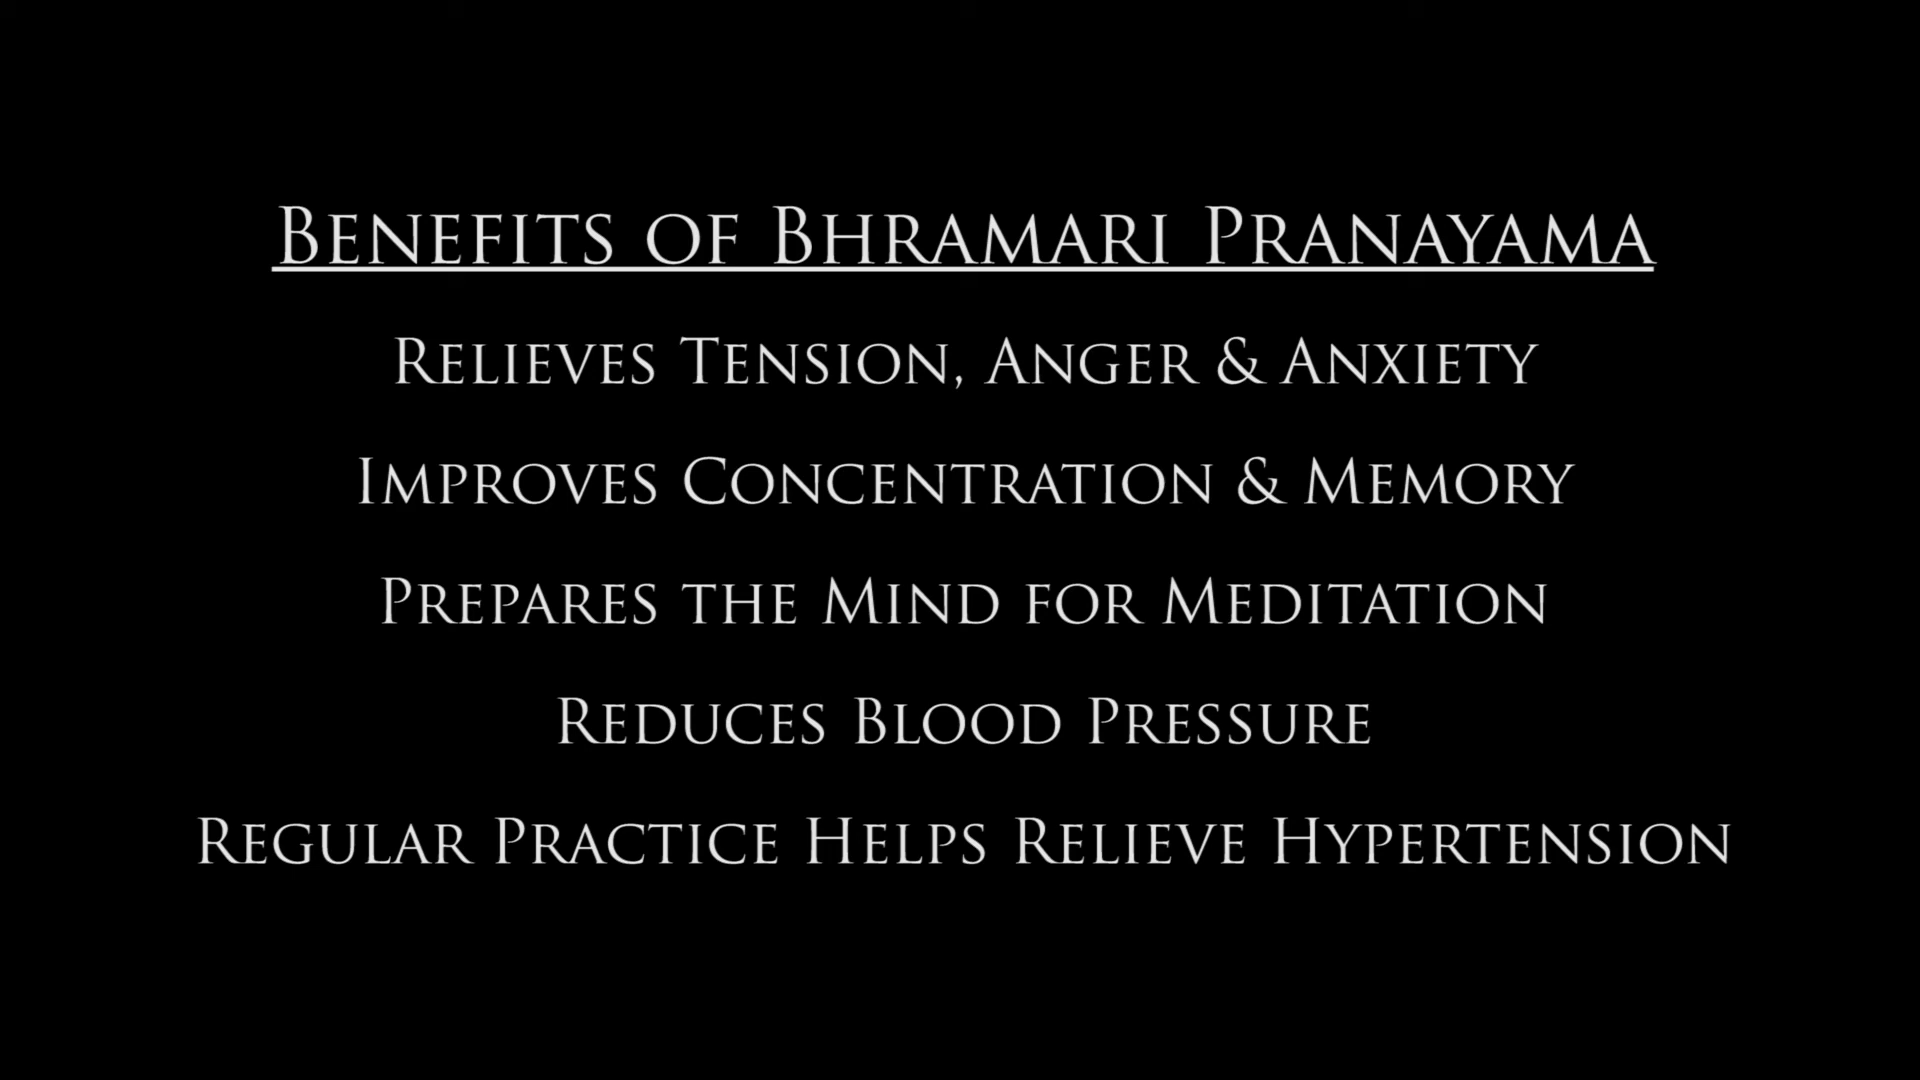 Benefits of Bhramari Pranayama
Relieves Tension, Anger & Anxiety
Improves Concentration & Memory
Prepares the Mind for Meditation
Reduces Blood Pressure
Regular Practice Helps Relieve Hypertension